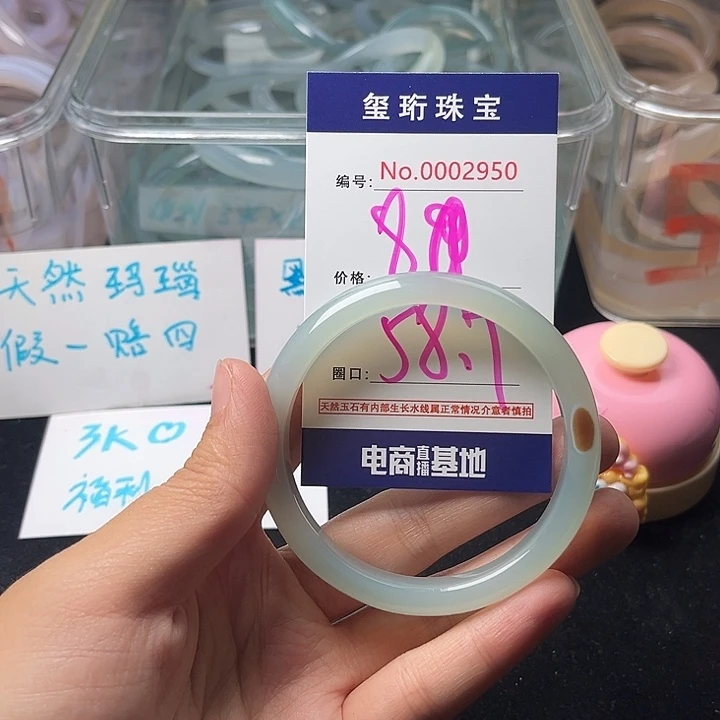 玺珩珠宝
编号: No.0002950
价格: 89
圈口: 58.7
天然玉石有内部生长水线属正常情况介意者慎拍
电商直播基地
天然玛瑙
假一赔四
3K
福利